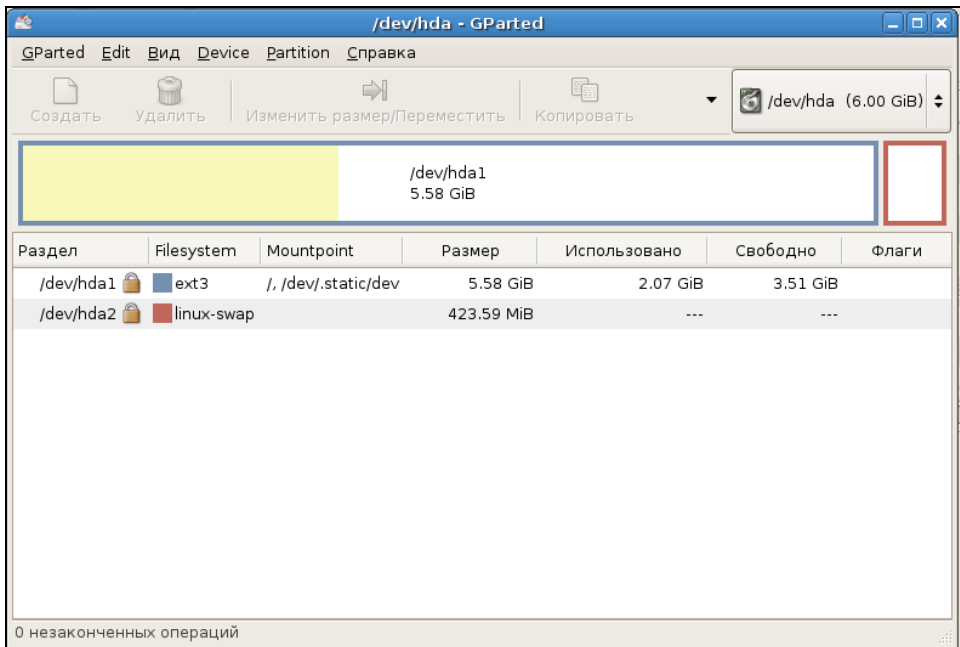 /dev/hda - GParted
GParted Edit Вид Device Partition Справка
Создать Удалить Изменить размер/Переместить Копировать /dev/hda (6.00 GiB)
/dev/hda1
5.58 GiB
Раздел Filesystem Mountpoint Размер Использовано Свободно Флаги
/dev/hda1 ext3 /, /dev/.static/dev 5.58 GiB 2.07 GiB 3.51 GiB
/dev/hda2 linux-swap 423.59 MiB --- ---
0 незаконченных операций